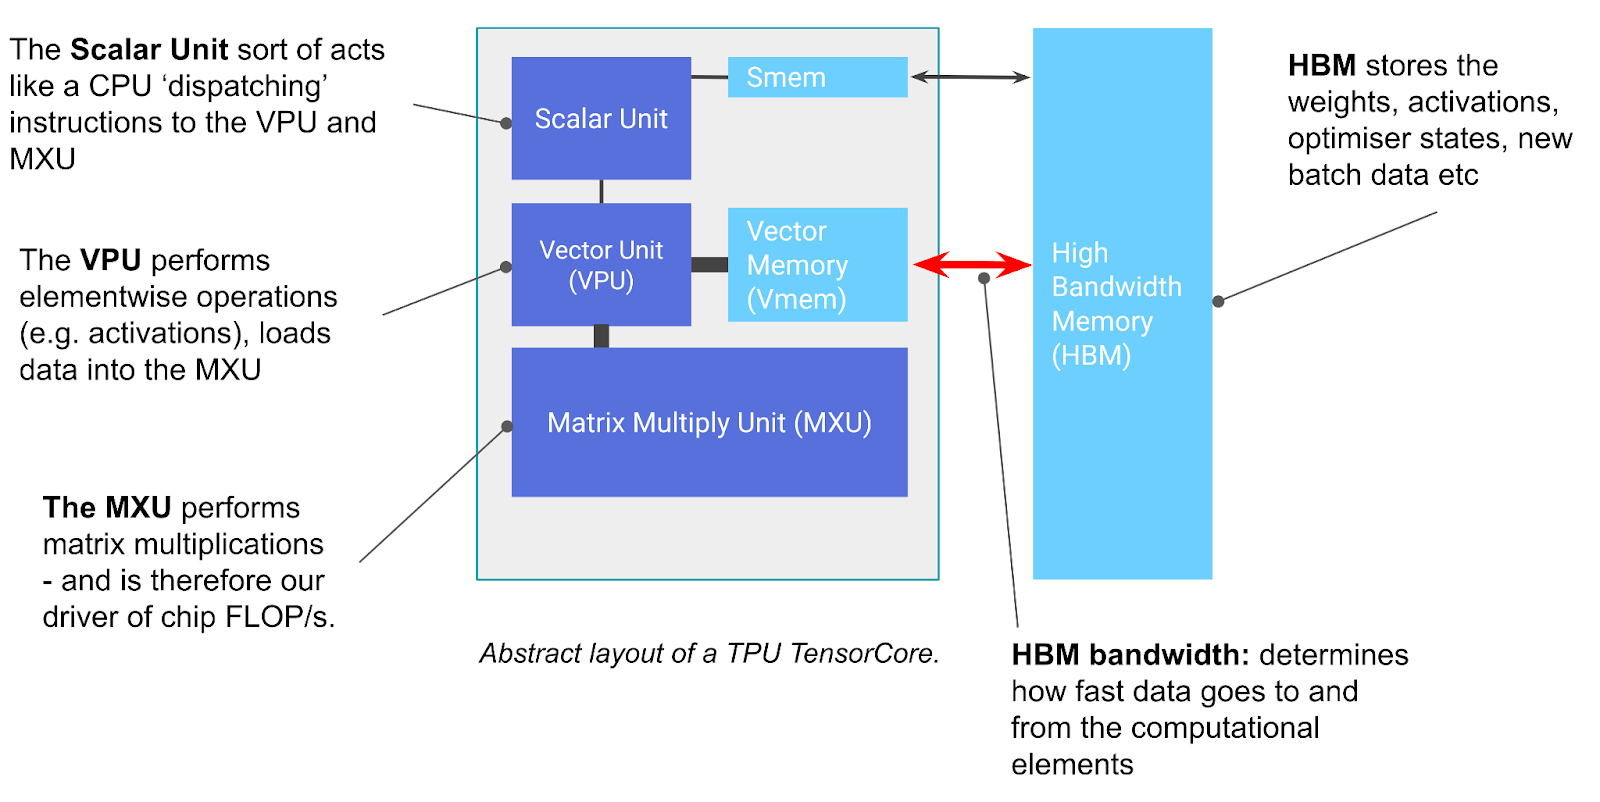 The Scalar Unit sort of acts
like a CPU ‘dispatching’
instructions to the VPU and
MXU
The VPU performs
elementwise operations
(e.g. activations), loads
data into the MXU
The MXU performs
matrix multiplications
- and is therefore our
driver of chip FLOP/s.
Scalar Unit
Smem
Vector Unit
(VPU)
Vector
Memory
(Vmem)
Matrix Multiply Unit (MXU)
Abstract layout of a TPU TensorCore.
High
Bandwidth
Memory
(HBM)
HBM stores the
weights, activations,
optimiser states, new
batch data etc
HBM bandwidth: determines
how fast data goes to and
from the computational
elements